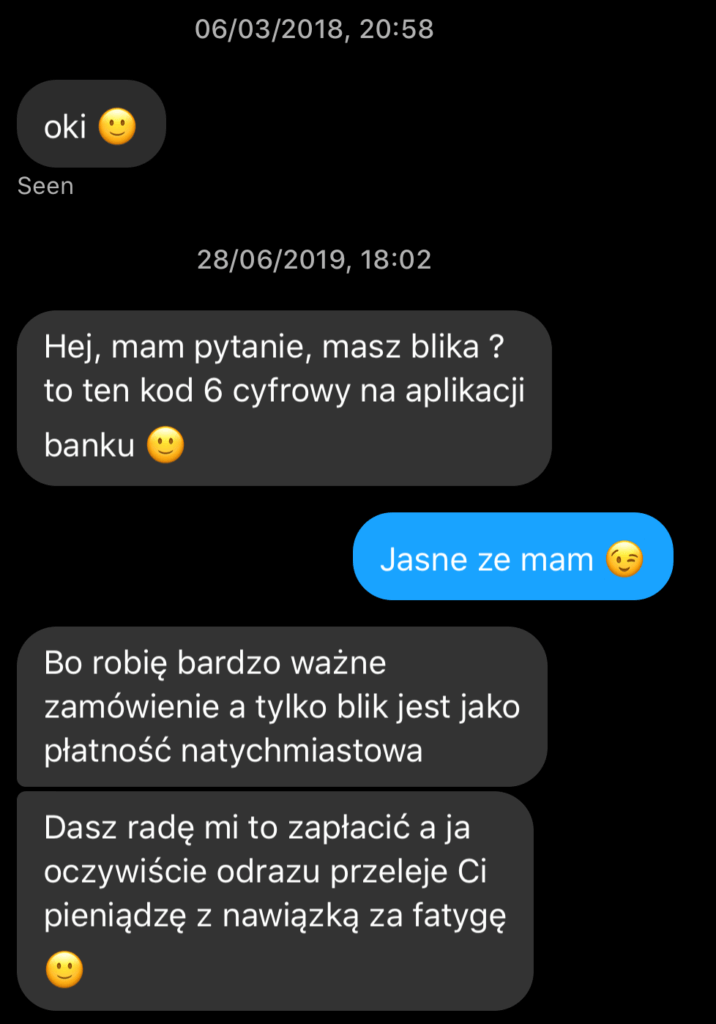 06/03/2018, 20:58
oki 🙂
Seen
28/06/2019, 18:02
Hej, mam pytanie, masz blika ?
to ten kod 6 cyfrowy na aplikacji
banku 🙂
Jasne ze mam 😉
Bo robię bardzo ważne
zamówienie a tylko blik jest jako
płatność natychmiastowa
Dasz radę mi to zapłacić a ja
oczywiście odrazu przeleje Ci
pieniądzę z nawiązką za fatygę
🙂